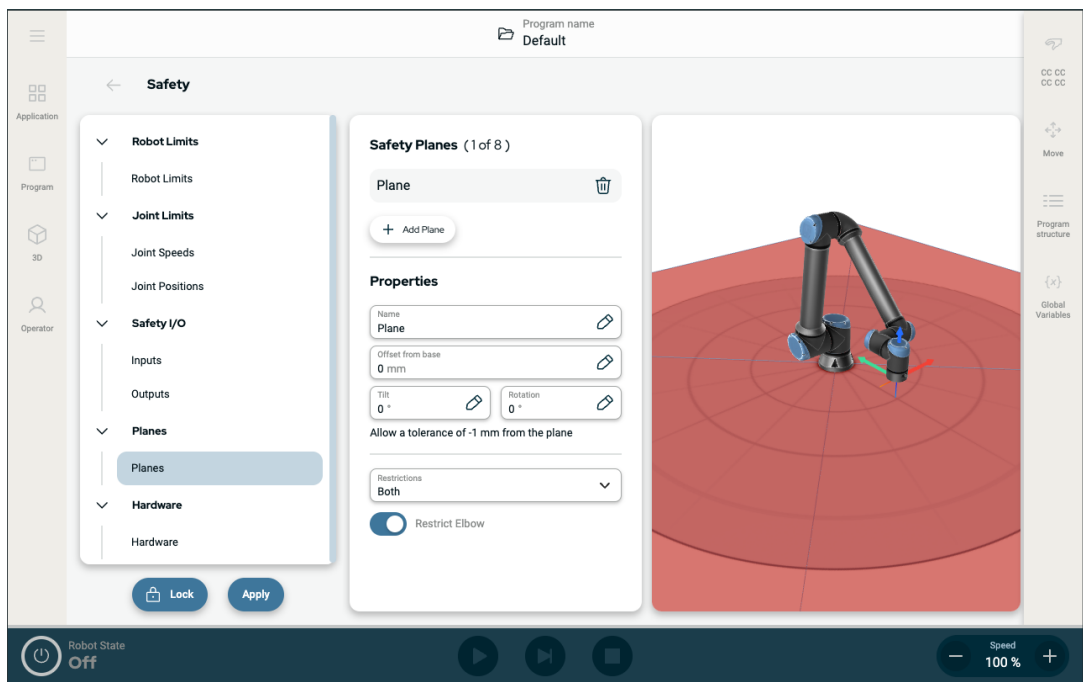 Program name
Default
CC CC
CC CC
Safety
Application
Program
3D
Operator
Robot Limits
Robot Limits
Joint Limits
Joint Speeds
Joint Positions
Safety I/O
Inputs
Outputs
Planes
Planes
Hardware
Hardware
Lock
Apply
Safety Planes (1 of 8)
Plane
Add Plane
Properties
Name
Plane
Offset from base
0 mm
Tilt
0 °
Rotation
0 °
Allow a tolerance of -1 mm from the plane
Restrictions
Both
Restrict Elbow
Move
Program
structure
{x}
Global
Variables
Robot State
Off
Speed
100 %